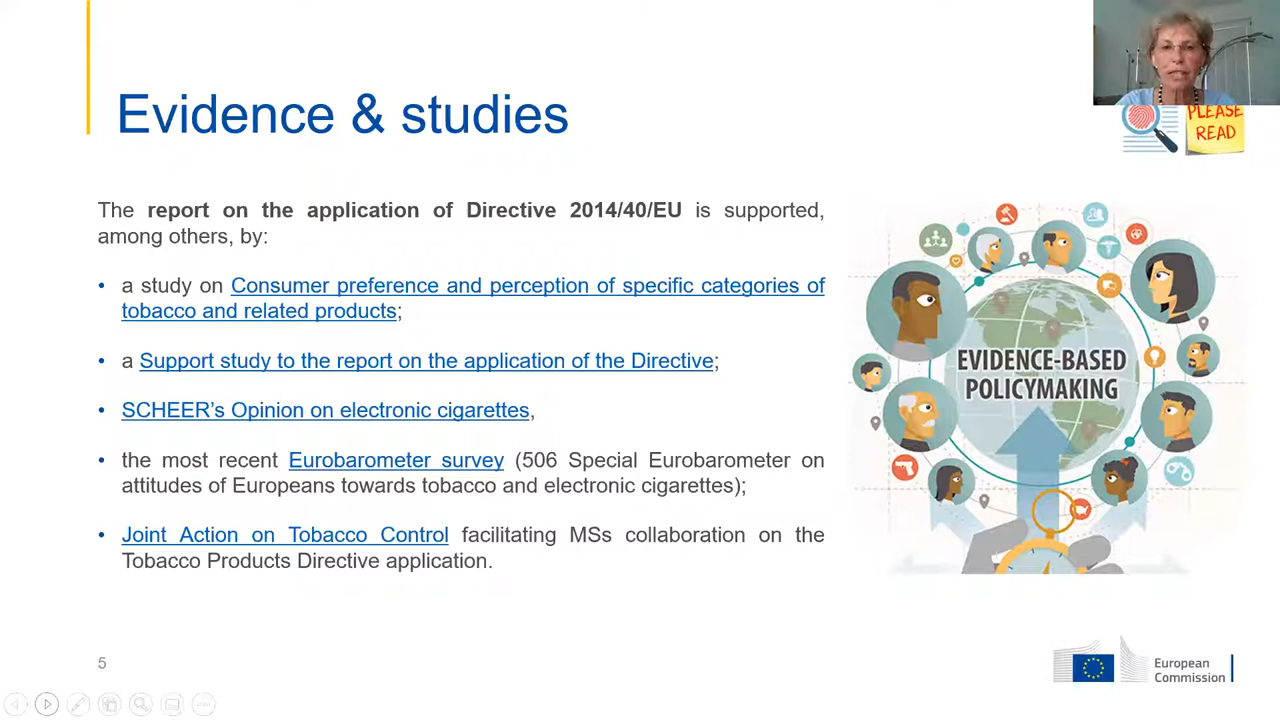 Evidence & studies
PLEASE
READ
The report on the application of Directive 2014/40/EU is supported,
among others, by:
• a study on Consumer preference and perception of specific categories of
tobacco and related products;
• a Support study to the report on the application of the Directive;
• SCHEER's Opinion on electronic cigarettes,
• the most recent Eurobarometer survey (506 Special Eurobarometer on
attitudes of Europeans towards tobacco and electronic cigarettes);
• Joint Action on Tobacco Control facilitating MSs collaboration on the
Tobacco Products Directive application.
EVIDENCE-BASED
POLICYMAKING
5
European
Commission